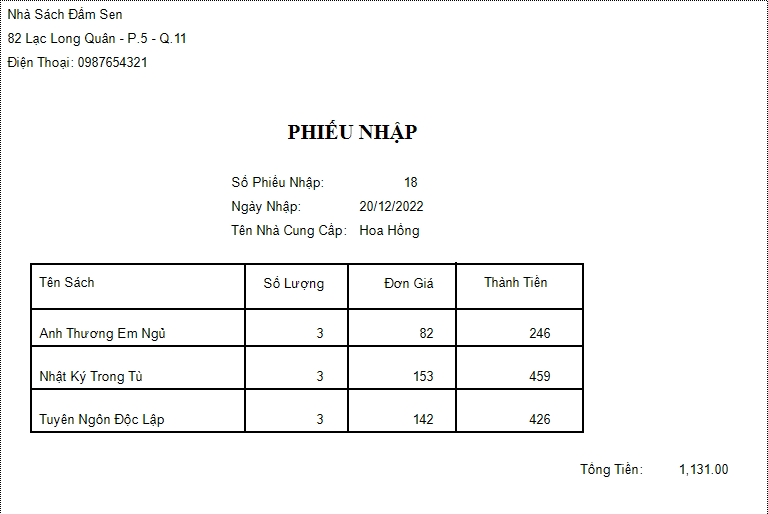 Nhà Sách Đầm Sen
82 Lạc Long Quân - P.5 - Q.11
Điện Thoại: 0987654321
PHIẾU NHẬP
Số Phiếu Nhập: 18
Ngày Nhập: 20/12/2022
Tên Nhà Cung Cấp: Hoa Hồng
Tên Sách Số Lượng Đơn Giá Thành Tiền
Anh Thương Em Ngủ 3 82 246
Nhật Ký Trong Tù 3 153 459
Tuyên Ngôn Độc Lập 3 142 426
Tổng Tiền: 1,131.00